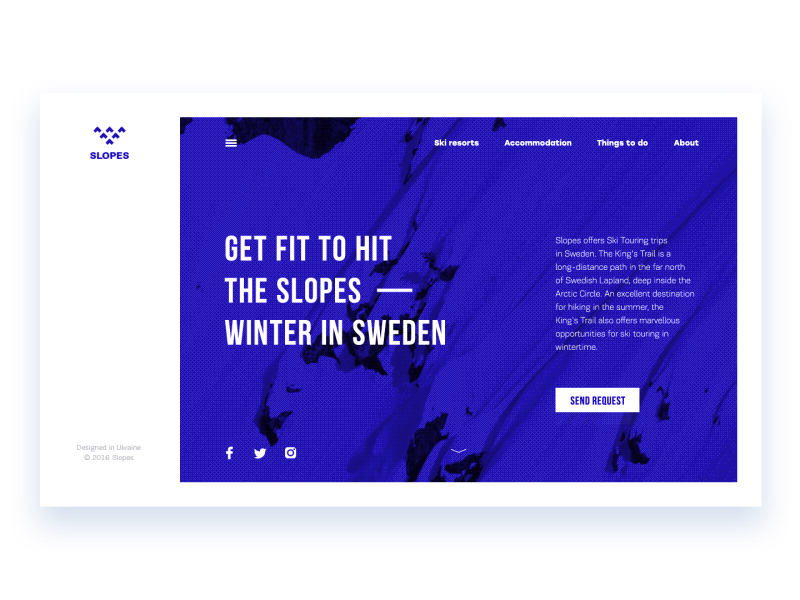 SLOPES
Ski resorts
Accommodation
Things to do
About
GET FIT TO HIT
THE SLOPES —
WINTER IN SWEDEN
Slopes offers Ski Touring trips
in Sweden. The King's Trail is a
long-distance path in the far north
of Swedish Lapland, deep inside the
Arctic Circle. An excellent destination
for hiking in the summer, the
King's Trail also offers marvellous
opportunities for ski touring in
wintertime.
SEND REQUEST
Designed in Ukraine
© 2016 Slopes